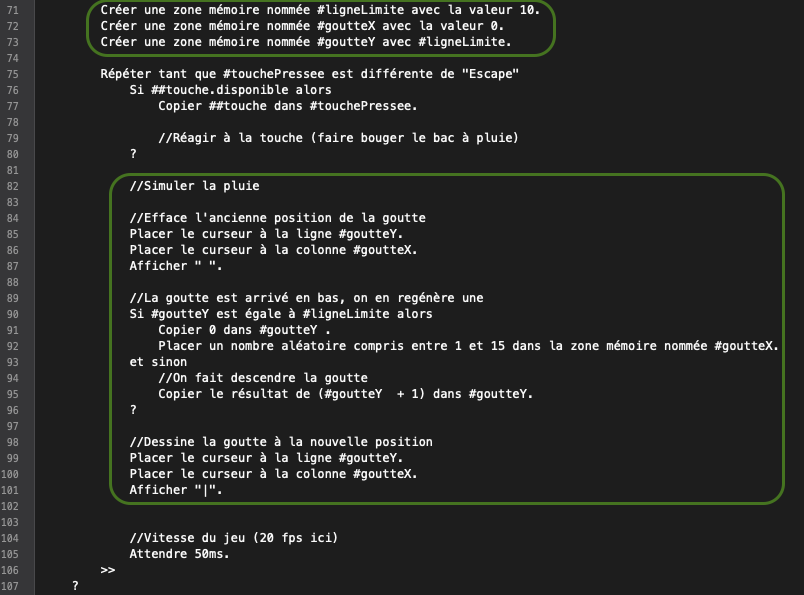 71 Créer une zone mémoire nommée #ligneLimite avec la valeur 10.
72 Créer une zone mémoire nommée #goutteX avec la valeur 0.
73 Créer une zone mémoire nommée #goutteY avec #ligneLimite.
74
75 Répéter tant que #touchePressee est différente de "Escape"
76 Si ##touche.disponible alors
77 Copier ##touche dans #touchePressee.
78
79 //Réagir à la touche (faire bouger le bac à pluie)
80 ?
81
82 //Simuler la pluie
83
84 //Efface l'ancienne position de la goutte
85 Placer le curseur à la ligne #goutteY.
86 Placer le curseur à la colonne #goutteX.
87 Afficher " ".
88
89 //La goutte est arrivé en bas, on en regénère une
90 Si #goutteY est égale à #ligneLimite alors
91 Copier 0 dans #goutteY .
92 Placer un nombre aléatoire compris entre 1 et 15 dans la zone mémoire nommée #goutteX.
93 et sinon
94 //On fait descendre la goutte
95 Copier le résultat de (#goutteY  + 1) dans #goutteY.
96 ?
97
98 //Dessine la goutte à la nouvelle position
99 Placer le curseur à la ligne #goutteY.
100 Placer le curseur à la colonne #goutteX.
101 Afficher "|".
102
103
104 //Vitesse du jeu (20 fps ici)
105 Attendre 50ms.
106 >>
107 ?